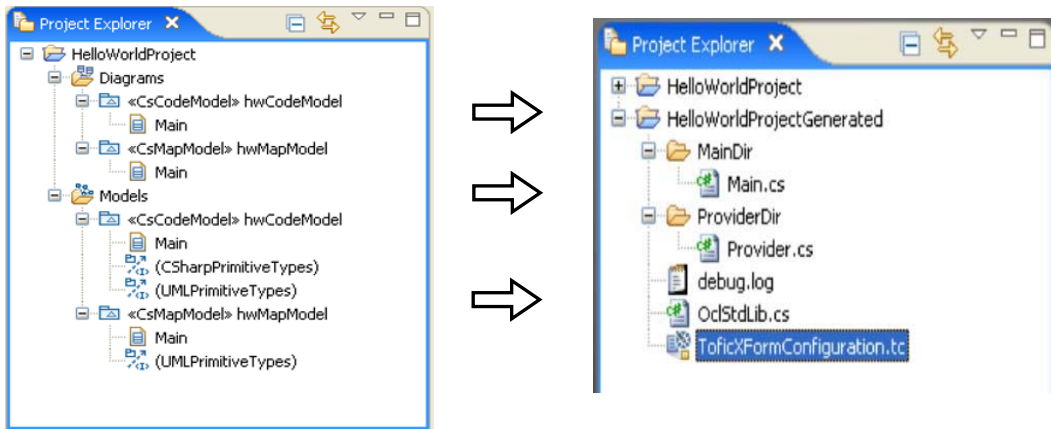 Project Explorer
HelloWorldProject
Diagrams
«CsCodeModel» hwCodeModel
Main
«CsMapModel» hwMapModel
Main
Models
«CsCodeModel» hwCodeModel
Main
(CSharpPrimitiveTypes)
(UMLPrimitiveTypes)
«CsMapModel» hwMapModel
Main
(UMLPrimitiveTypes)
Project Explorer
HelloWorldProject
HelloWorldProjectGenerated
MainDir
Main.cs
ProviderDir
Provider.cs
debug.log
OclStdLib.cs
ToficXFormConfiguration.tc